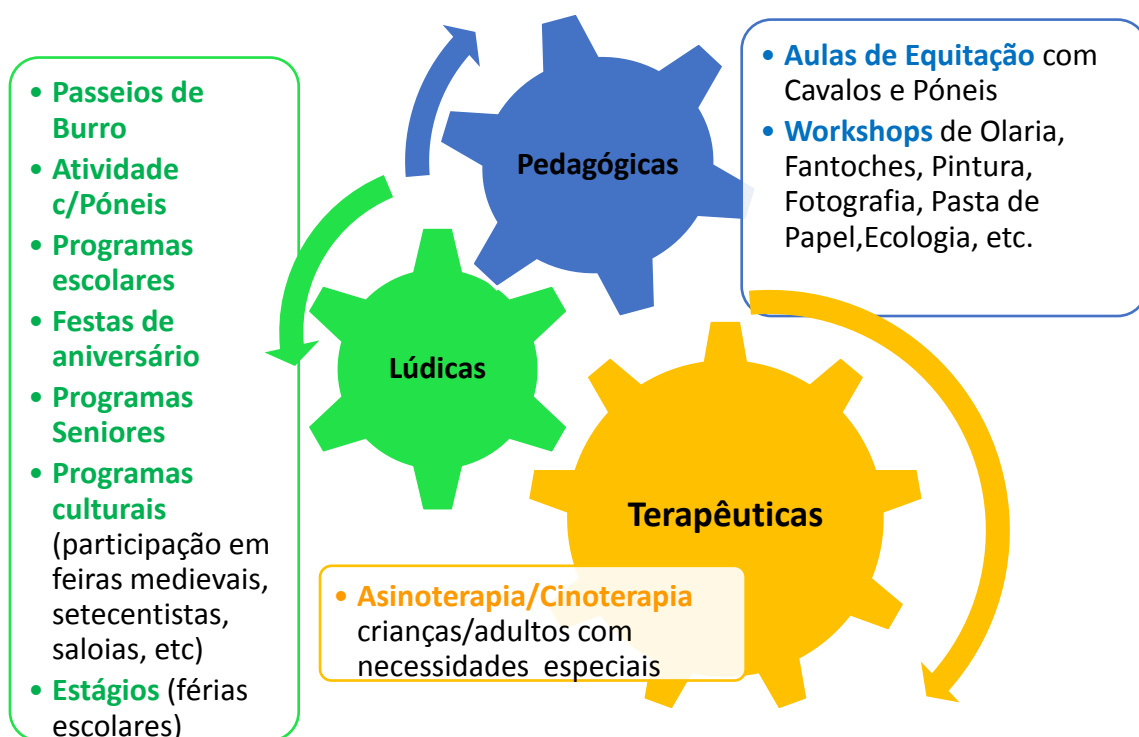 • Passeios de
Burro
• Atividade
c/Póneis
• Programas
escolares
• Festas de
aniversário
• Programas
Seniores
• Programas
culturais
(participação em
feiras medievais,
setecentistas,
saloias, etc)
• Estágios (férias
escolares)
Pedagógicas
• Aulas de Equitação com
Cavalos e Póneis
• Workshops de Olaria,
Fantoches, Pintura,
Fotografia, Pasta de
Papel,Ecologia, etc.
Lúdicas
Terapêuticas
• Asinoterapia/Cinoterapia
crianças/adultos com
necessidades especiais